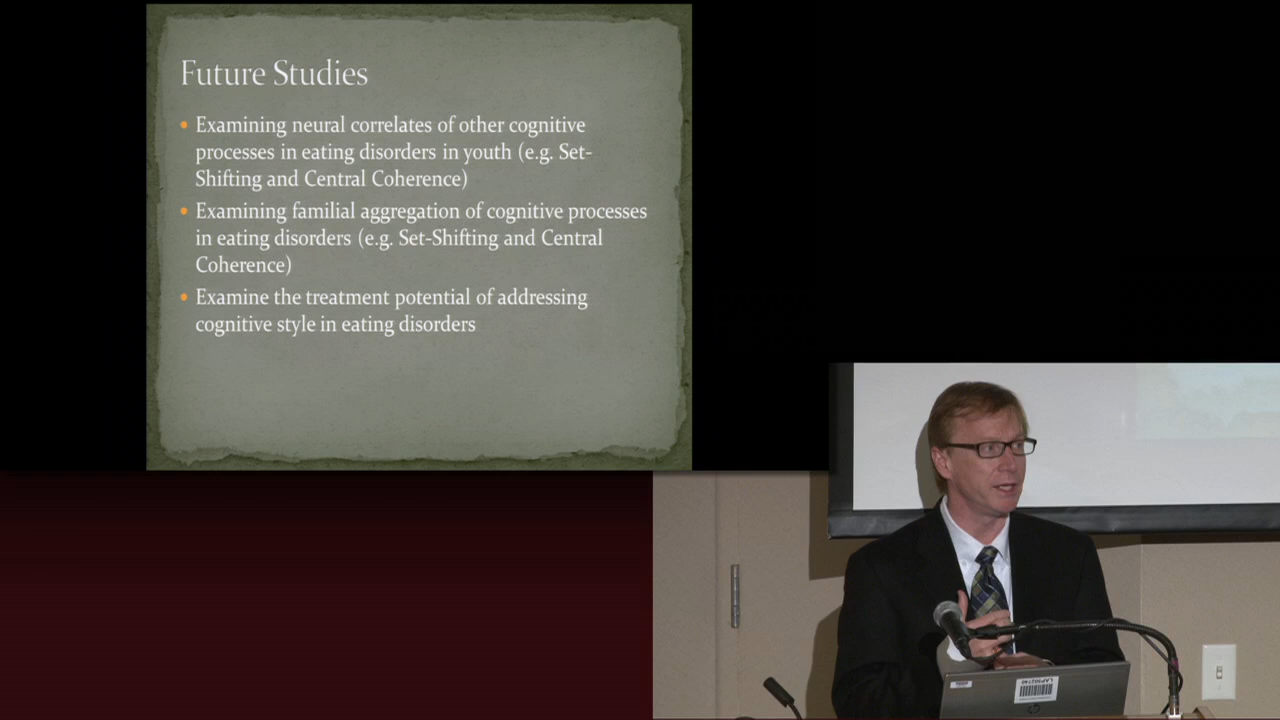 Future Studies
Examining neural correlates of other cognitive
processes in eating disorders in youth (e.g. Set-
Shifting and Central Coherence)
Examining familial aggregation of cognitive processes
in eating disorders (e.g. Set-Shifting and Central
Coherence)
Examine the treatment potential of addressing
cognitive style in eating disorders